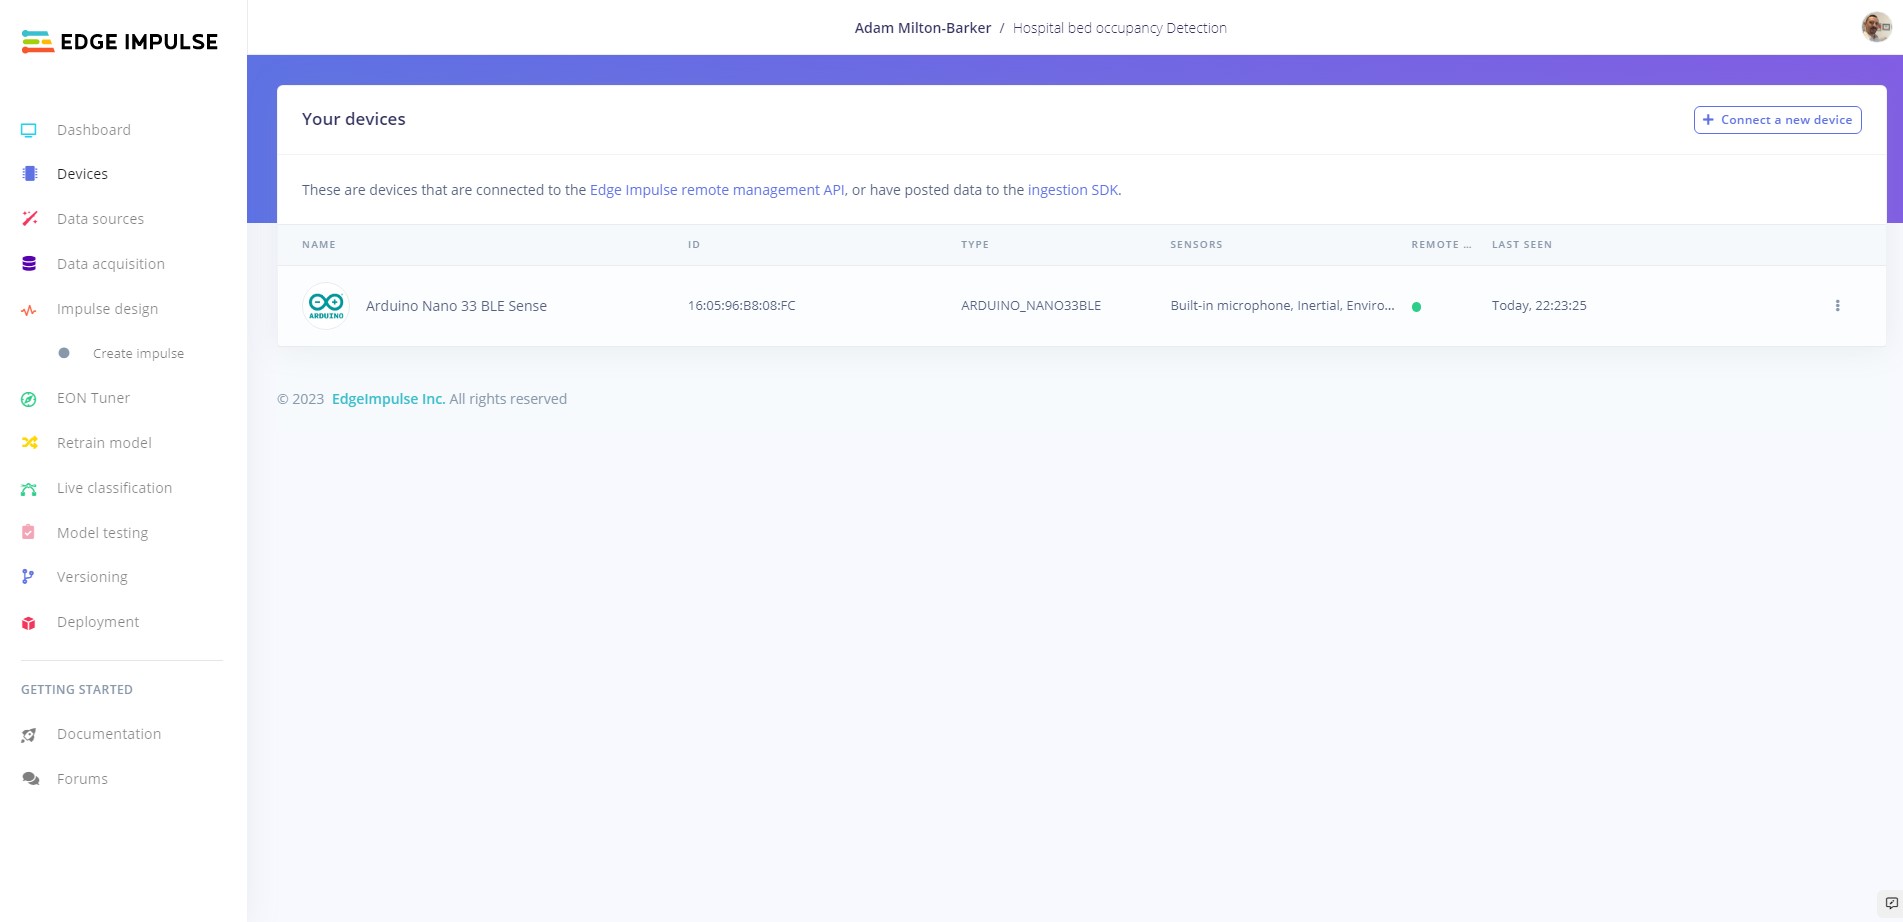 EDGE IMPULSE
Adam Milton-Barker / Hospital bed occupancy Detection
Dashboard
Devices
Data sources
Data acquisition
Impulse design
Create impulse
EON Tuner
Retrain model
Live classification
Model testing
Versioning
Deployment
GETTING STARTED
Documentation
Forums
Your devices
+ Connect a new device
These are devices that are connected to the Edge Impulse remote management API, or have posted data to the ingestion SDK.
NAME ID TYPE SENSORS REMOTE ... LAST SEEN
ARDUINO Arduino Nano 33 BLE Sense 16:05:96:B8:08:FC ARDUINO_NANO33BLE Built-in microphone, Inertial, Enviro... Today, 22:23:25
© 2023 EdgeImpulse Inc. All rights reserved